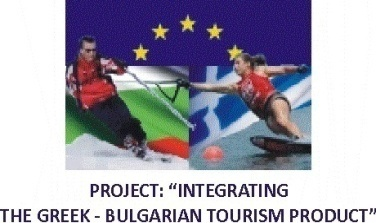 PROJECT: “INTEGRATING
THE GREEK - BULGARIAN TOURISM PRODUCT”